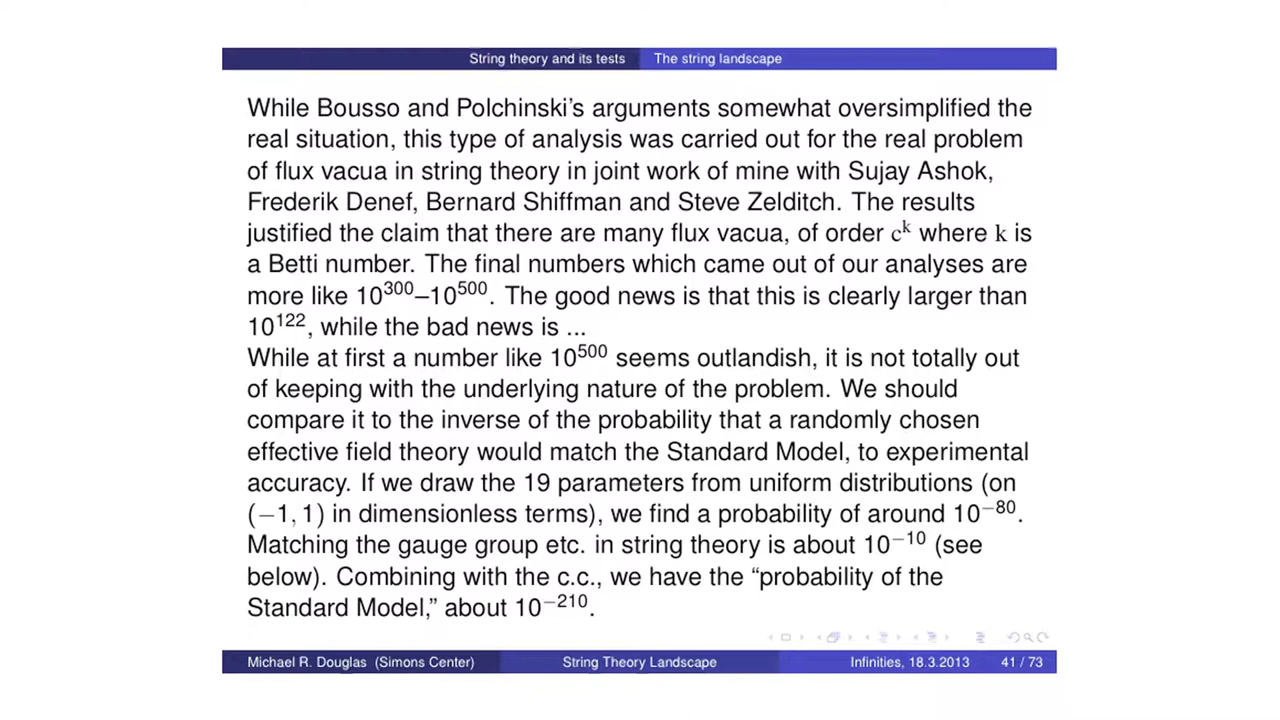 String theory and its tests The string landscape
While Bousso and Polchinski's arguments somewhat oversimplified the
real situation, this type of analysis was carried out for the real problem
of flux vacua in string theory in joint work of mine with Sujay Ashok,
Frederik Denef, Bernard Shiffman and Steve Zelditch. The results
justified the claim that there are many flux vacua, of order c^k where k is
a Betti number. The final numbers which came out of our analyses are
more like 10^300–10^500. The good news is that this is clearly larger than
10^122, while the bad news is ...
While at first a number like 10^500 seems outlandish, it is not totally out
of keeping with the underlying nature of the problem. We should
compare it to the inverse of the probability that a randomly chosen
effective field theory would match the Standard Model, to experimental
accuracy. If we draw the 19 parameters from uniform distributions (on
(−1, 1) in dimensionless terms), we find a probability of around 10^−80.
Matching the gauge group etc. in string theory is about 10^−10 (see
below). Combining with the c.c., we have the “probability of the
Standard Model,” about 10^−210.
Michael R. Douglas (Simons Center) String Theory Landscape Infinities, 18.3.2013 41 / 73